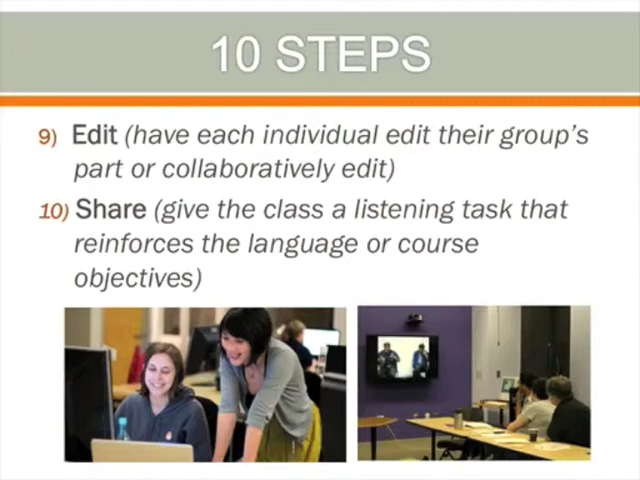 10 STEPS
9) Edit (have each individual edit their group's
part or collaboratively edit)
10) Share (give the class a listening task that
reinforces the language or course
objectives)